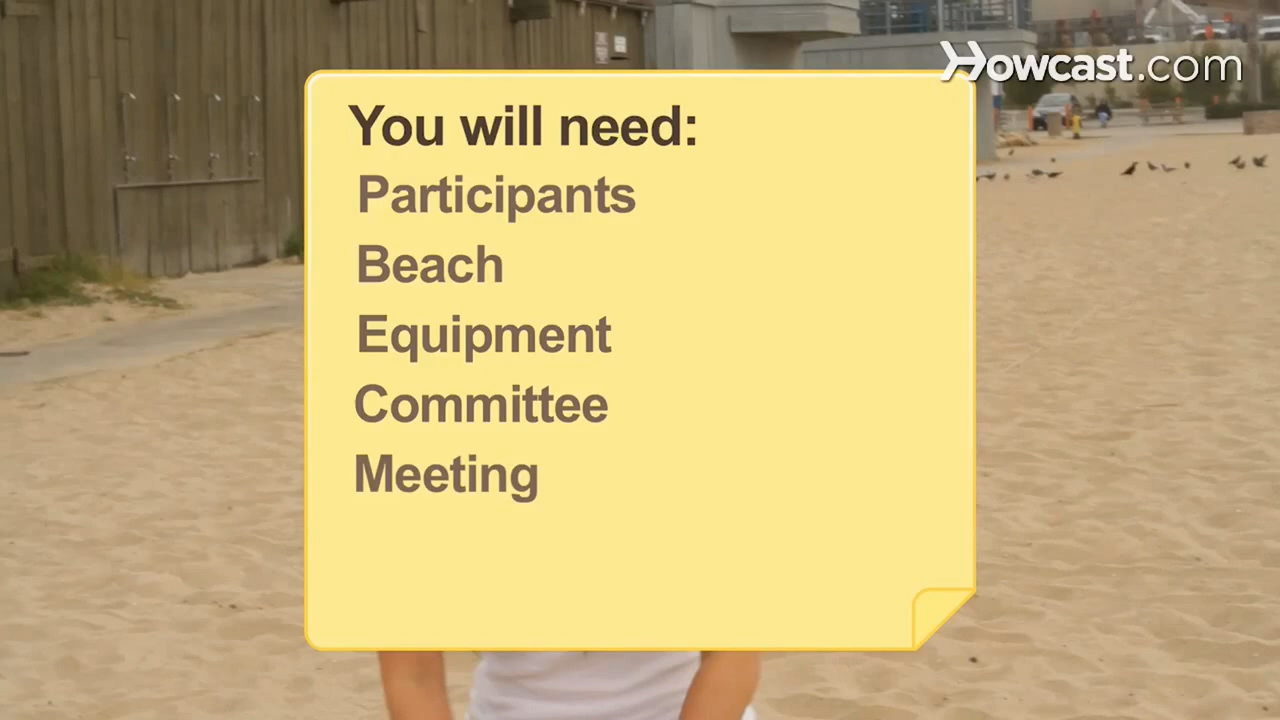 Howcast.com
You will need:
Participants
Beach
Equipment
Committee
Meeting